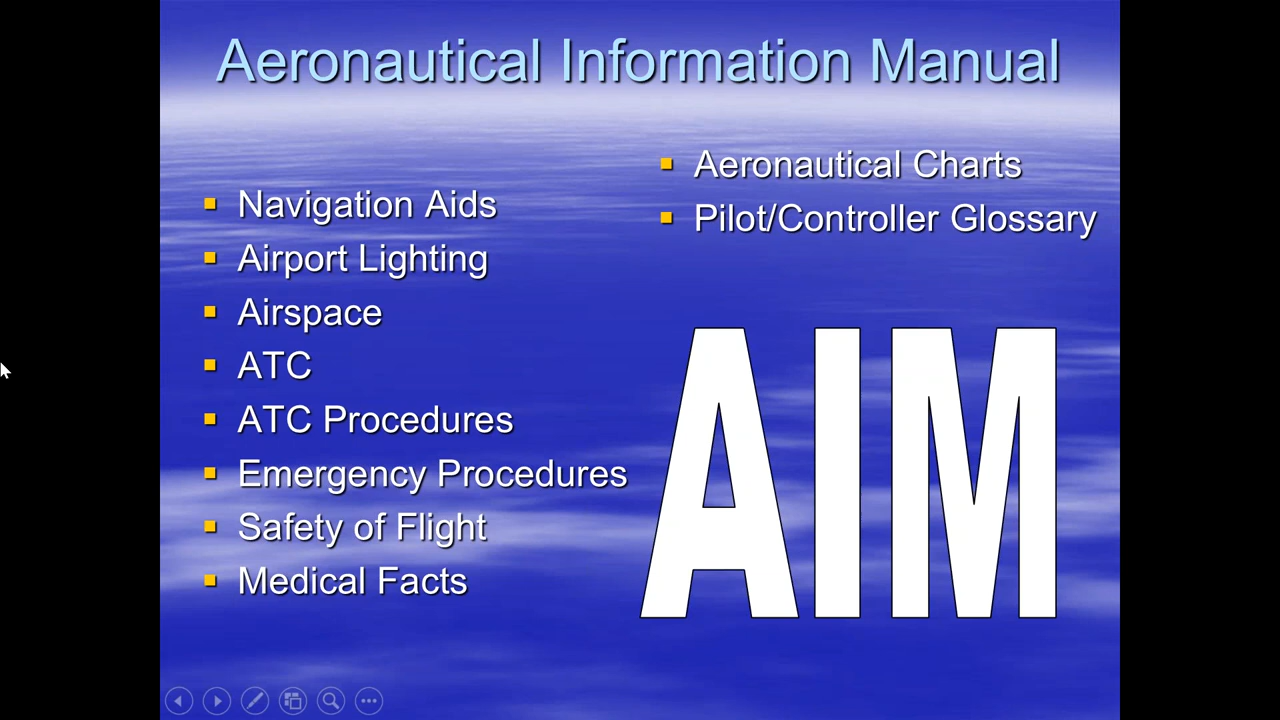 Aeronautical Information Manual
Navigation Aids
Airport Lighting
Airspace
ATC
ATC Procedures
Emergency Procedures
Safety of Flight
Medical Facts
Aeronautical Charts
Pilot/Controller Glossary
AIM